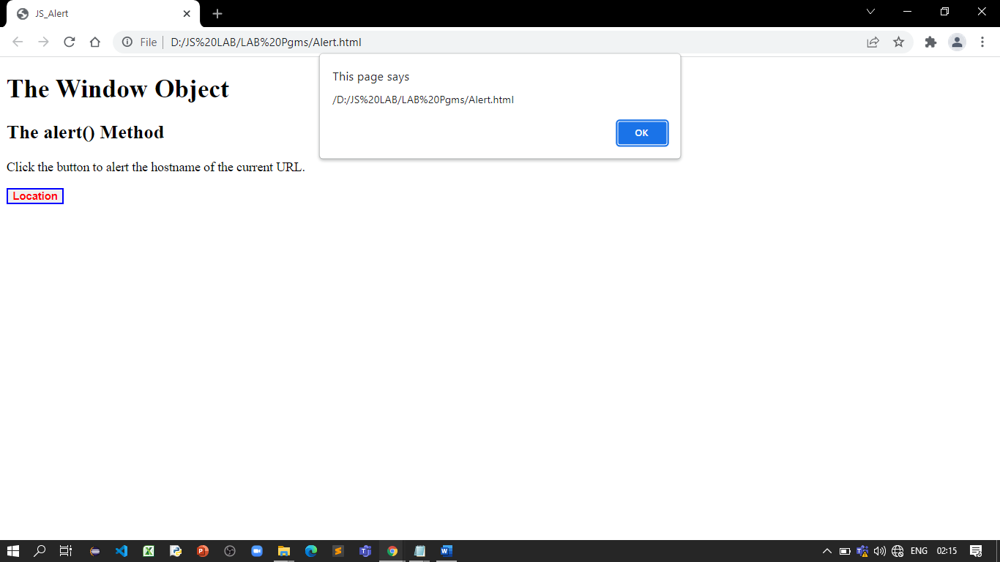 JS_Alert
File D:/JS%20LAB/LAB%20Pgms/Alert.html
This page says
/D:/JS%20LAB/LAB%20Pgms/Alert.html
OK
The Window Object
The alert() Method
Click the button to alert the hostname of the current URL.
Location
ENG 02:15